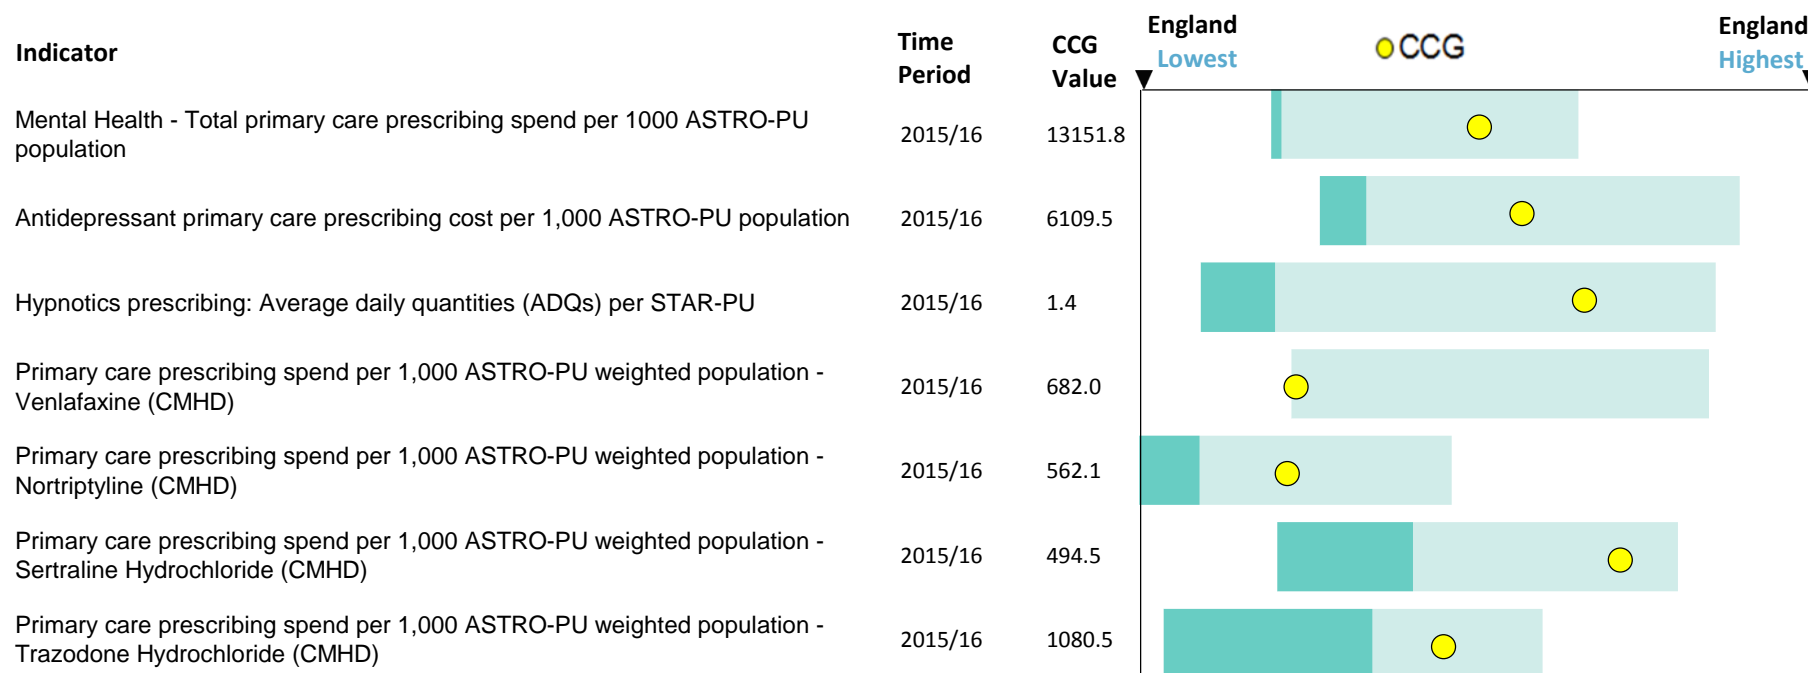 Indicator
Time
Period
CCG
Value
England
Lowest
CCG
England
Highest
Mental Health - Total primary care prescribing spend per 1000 ASTRO-PU
population
2015/16
13151.8
Antidepressant primary care prescribing cost per 1,000 ASTRO-PU population
2015/16
6109.5
Hypnotics prescribing: Average daily quantities (ADQs) per STAR-PU
2015/16
1.4
Primary care prescribing spend per 1,000 ASTRO-PU weighted population -
Venlafaxine (CMHD)
2015/16
682.0
Primary care prescribing spend per 1,000 ASTRO-PU weighted population -
Nortriptyline (CMHD)
2015/16
562.1
Primary care prescribing spend per 1,000 ASTRO-PU weighted population -
Sertraline Hydrochloride (CMHD)
2015/16
494.5
Primary care prescribing spend per 1,000 ASTRO-PU weighted population -
Trazodone Hydrochloride (CMHD)
2015/16
1080.5